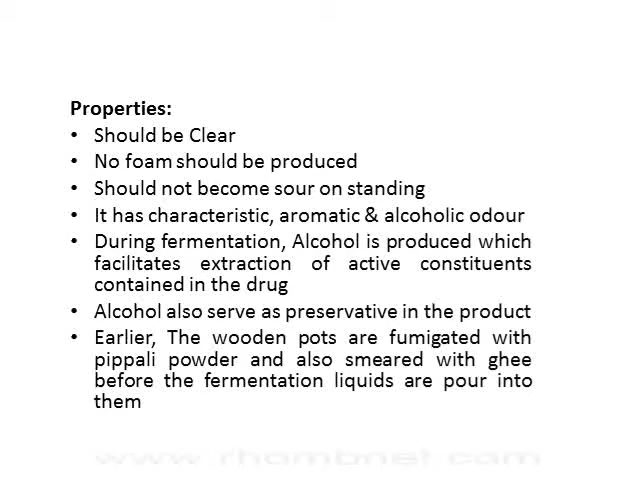 Properties:
• Should be Clear
• No foam should be produced
• Should not become sour on standing
• It has characteristic, aromatic & alcoholic odour
• During fermentation, Alcohol is produced which
facilitates extraction of active constituents
contained in the drug
• Alcohol also serve as preservative in the product
• Earlier, The wooden pots are fumigated with
pippali powder and also smeared with ghee
before the fermentation liquids are pour into
them